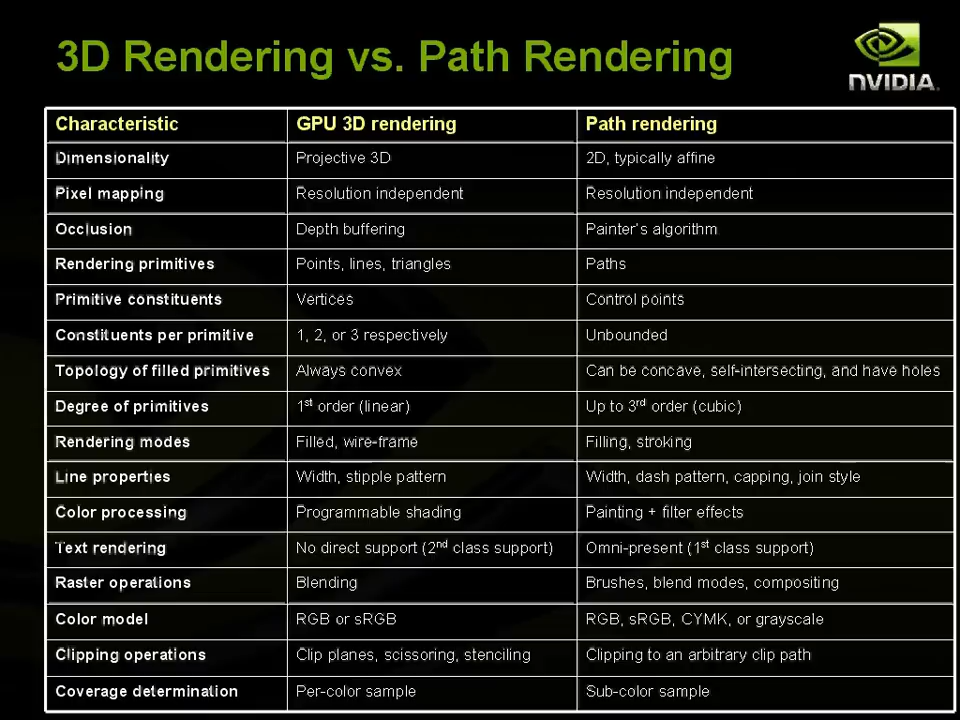 3D Rendering vs. Path Rendering
NVIDIA.
Characteristic GPU 3D rendering Path rendering
Dimensionality Projective 3D 2D, typically affine
Pixel mapping Resolution independent Resolution independent
Occlusion Depth buffering Painter's algorithm
Rendering primitives Points, lines, triangles Paths
Primitive constituents Vertices Control points
Constituents per primitive 1, 2, or 3 respectively Unbounded
Topology of filled primitives Always convex Can be concave, self-intersecting, and have holes
Degree of primitives 1st order (linear) Up to 3rd order (cubic)
Rendering modes Filled, wire-frame Filling, stroking
Line properties Width, stipple pattern Width, dash pattern, capping, join style
Color processing Programmable shading Painting + filter effects
Text rendering No direct support (2nd class support) Omni-present (1st class support)
Raster operations Blending Brushes, blend modes, compositing
Color model RGB or sRGB RGB, sRGB, CYMK, or grayscale
Clipping operations Clip planes, scissoring, stenciling Clipping to an arbitrary clip path
Coverage determination Per-color sample Sub-color sample